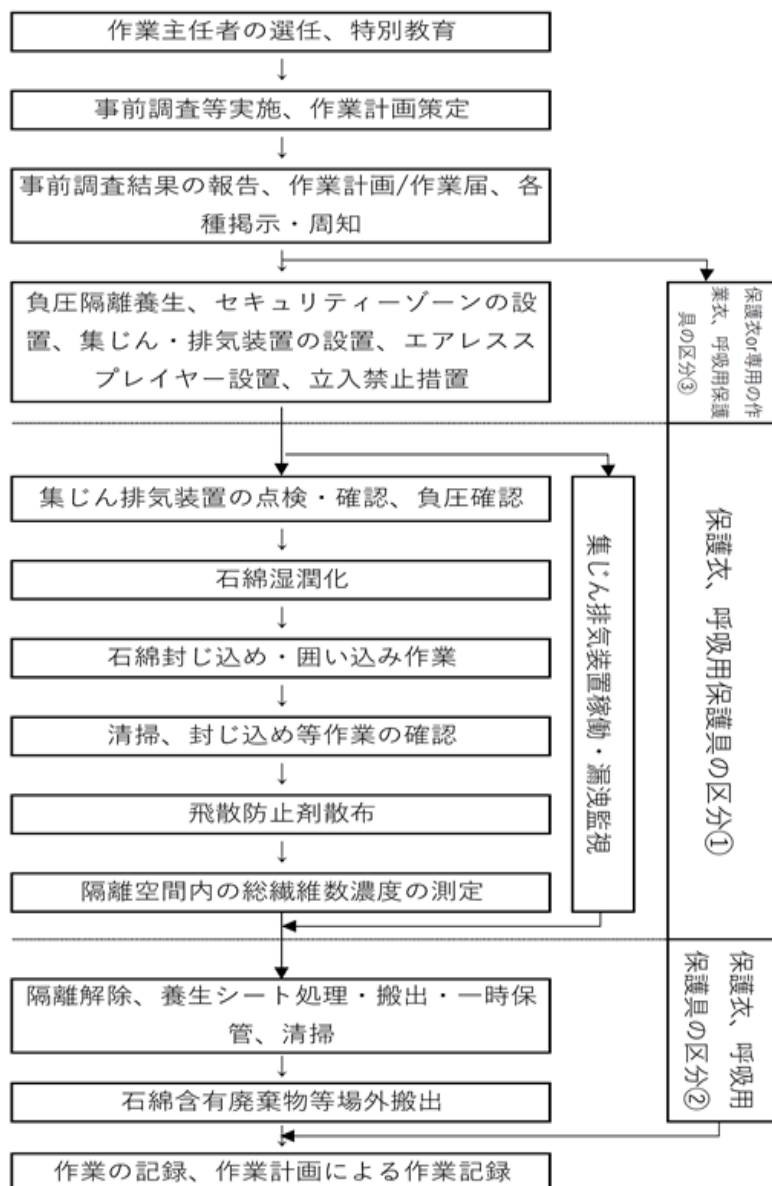 作業主任者の選任、特別教育
↓
事前調査等実施、作業計画策定
↓
事前調査結果の報告、作業計画/作業届、各
種掲示・周知
↓
負圧隔離養生、セキュリティーゾーンの設
置、集じん・排気装置の設置、エアレスス
プレイヤー設置、立入禁止措置
保護衣or専用の作
業衣、呼吸用保護
具の区分③
集じん排気装置の点検・確認、負圧確認
↓
石綿湿潤化
↓
石綿封じ込め・囲い込み作業
↓
清掃、封じ込め等作業の確認
↓
飛散防止剤散布
↓
隔離空間内の総繊維数濃度の測定
集じん排気装置稼働・漏洩監視
保護衣、呼吸用保護具の区分①
隔離解除、養生シート処理・搬出・一時保
管、清掃
↓
石綿含有廃棄物等場外搬出
↓
保護衣、呼吸用
保護具の区分②
作業の記録、作業計画による作業記録